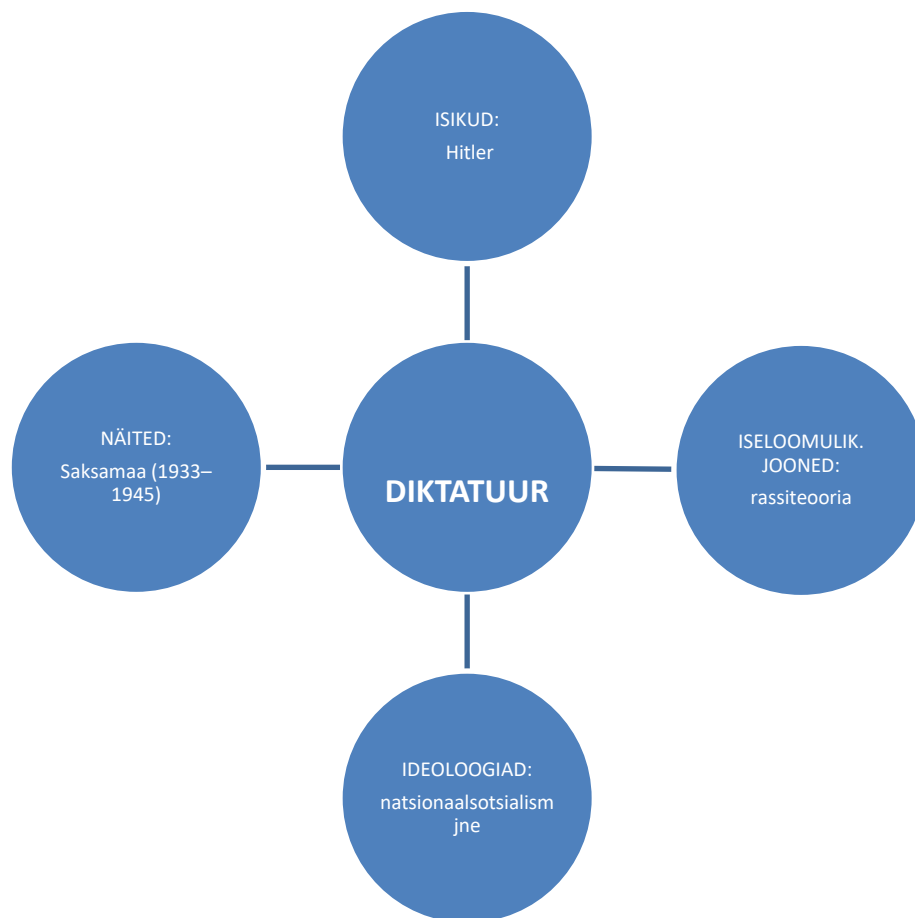 ISIKUD:
Hitler
NÄITED:
Saksamaa (1933–
1945)
DIKTATUUR
ISELOOMULIK.
JOONED:
rassiteooria
IDEOLOOGIAD:
natsionaalsotsialism
jne